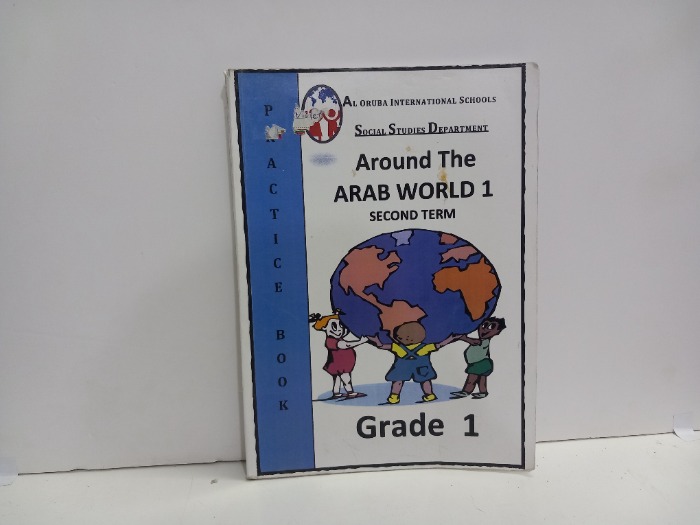 AL ORUBA INTERNATIONAL SCHOOLS
SOCIAL STUDIES DEPARTMENT
Around The
ARAB WORLD 1
SECOND TERM
Grade 1
PRACTICE BOOK